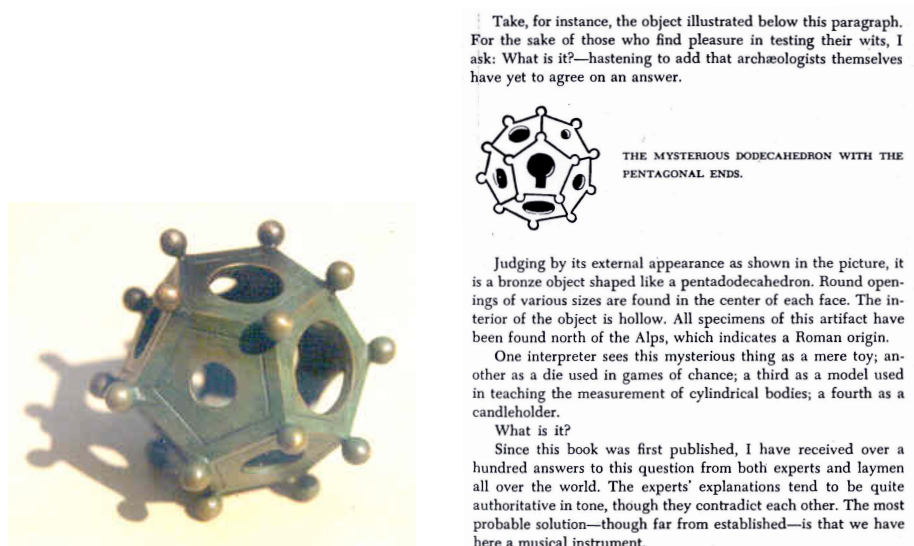 Take, for instance, the object illustrated below this paragraph.
For the sake of those who find pleasure in testing their wits, I
ask: What is it?—hastening to add that archæologists themselves
have yet to agree on an answer.
THE MYSTERIOUS DODECAHEDRON WITH THE
PENTAGONAL ENDS.
Judging by its external appearance as shown in the picture, it
is a bronze object shaped like a pentadodecahedron. Round open-
ings of various sizes are found in the center of each face. The in-
terior of the object is hollow. All specimens of this artifact have
been found north of the Alps, which indicates a Roman origin.
One interpreter sees this mysterious thing as a mere toy; an-
other as a die used in games of chance; a third as a model used
in teaching the measurement of cylindrical bodies; a fourth as a
candleholder.
What is it?
Since this book was first published, I have received over a
hundred answers to this question from both experts and laymen
all over the world. The experts' explanations tend to be quite
authoritative in tone, though they contradict each other. The most
probable solution—though far from established—is that we have
here a musical instrument.